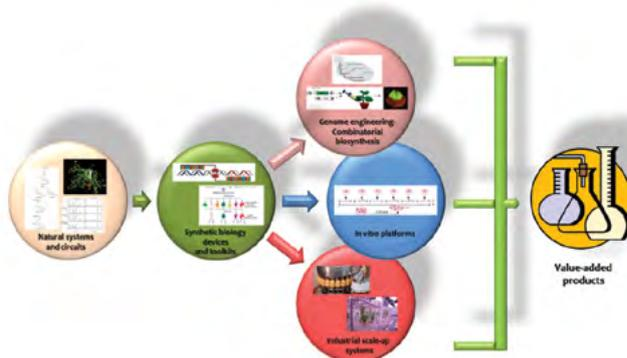 Natural systems
and circuits
Synthetic biology
devices
and toolkits
Genome engineering:
Combinatorial
biosynthesis
In vitro platforms
Industrial scale-up
systems
Value-added
products